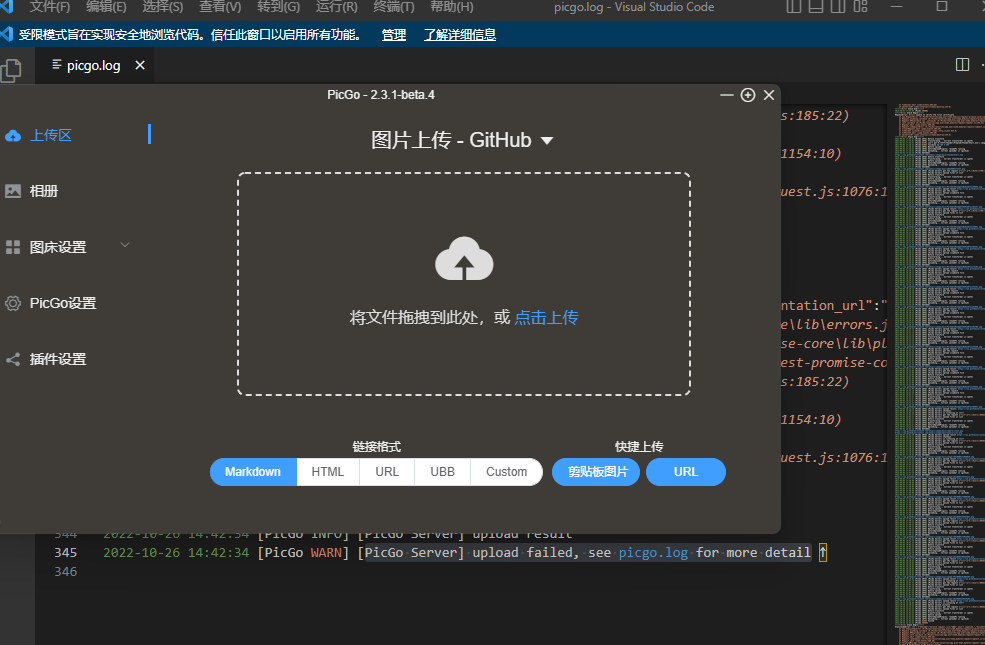 文件(F) 编辑(E) 选择(S) 查看(V) 转到(G) 运行(R) 终端(T) 帮助(H) picgo.log - Visual Studio Code
受限模式旨在实现安全地浏览代码。信任此窗口以启用所有功能。 管理 了解详细信息
picgo.log
PicGo - 2.3.1-beta.4
上传区
图片上传 - GitHub
相册
图床设置
PicGo设置
插件设置
将文件拖拽到此处，或 点击上传
链接格式 快捷上传
Markdown HTML URL UBB Custom 剪贴板图片 URL
s:185:22)
1154:10)
uest.js:1076:1
ntation_url":"
e\lib\errors.j
se-core\lib\pl
est-promise-co
s:185:22)
1154:10)
uest.js:1076:1
344 2022-10-26 14:42:34 [PicGo INFO] [PicGo Server] upload result
345 2022-10-26 14:42:34 [PicGo WARN] [PicGo Server] upload failed, see picgo.log for more detail ↑
346